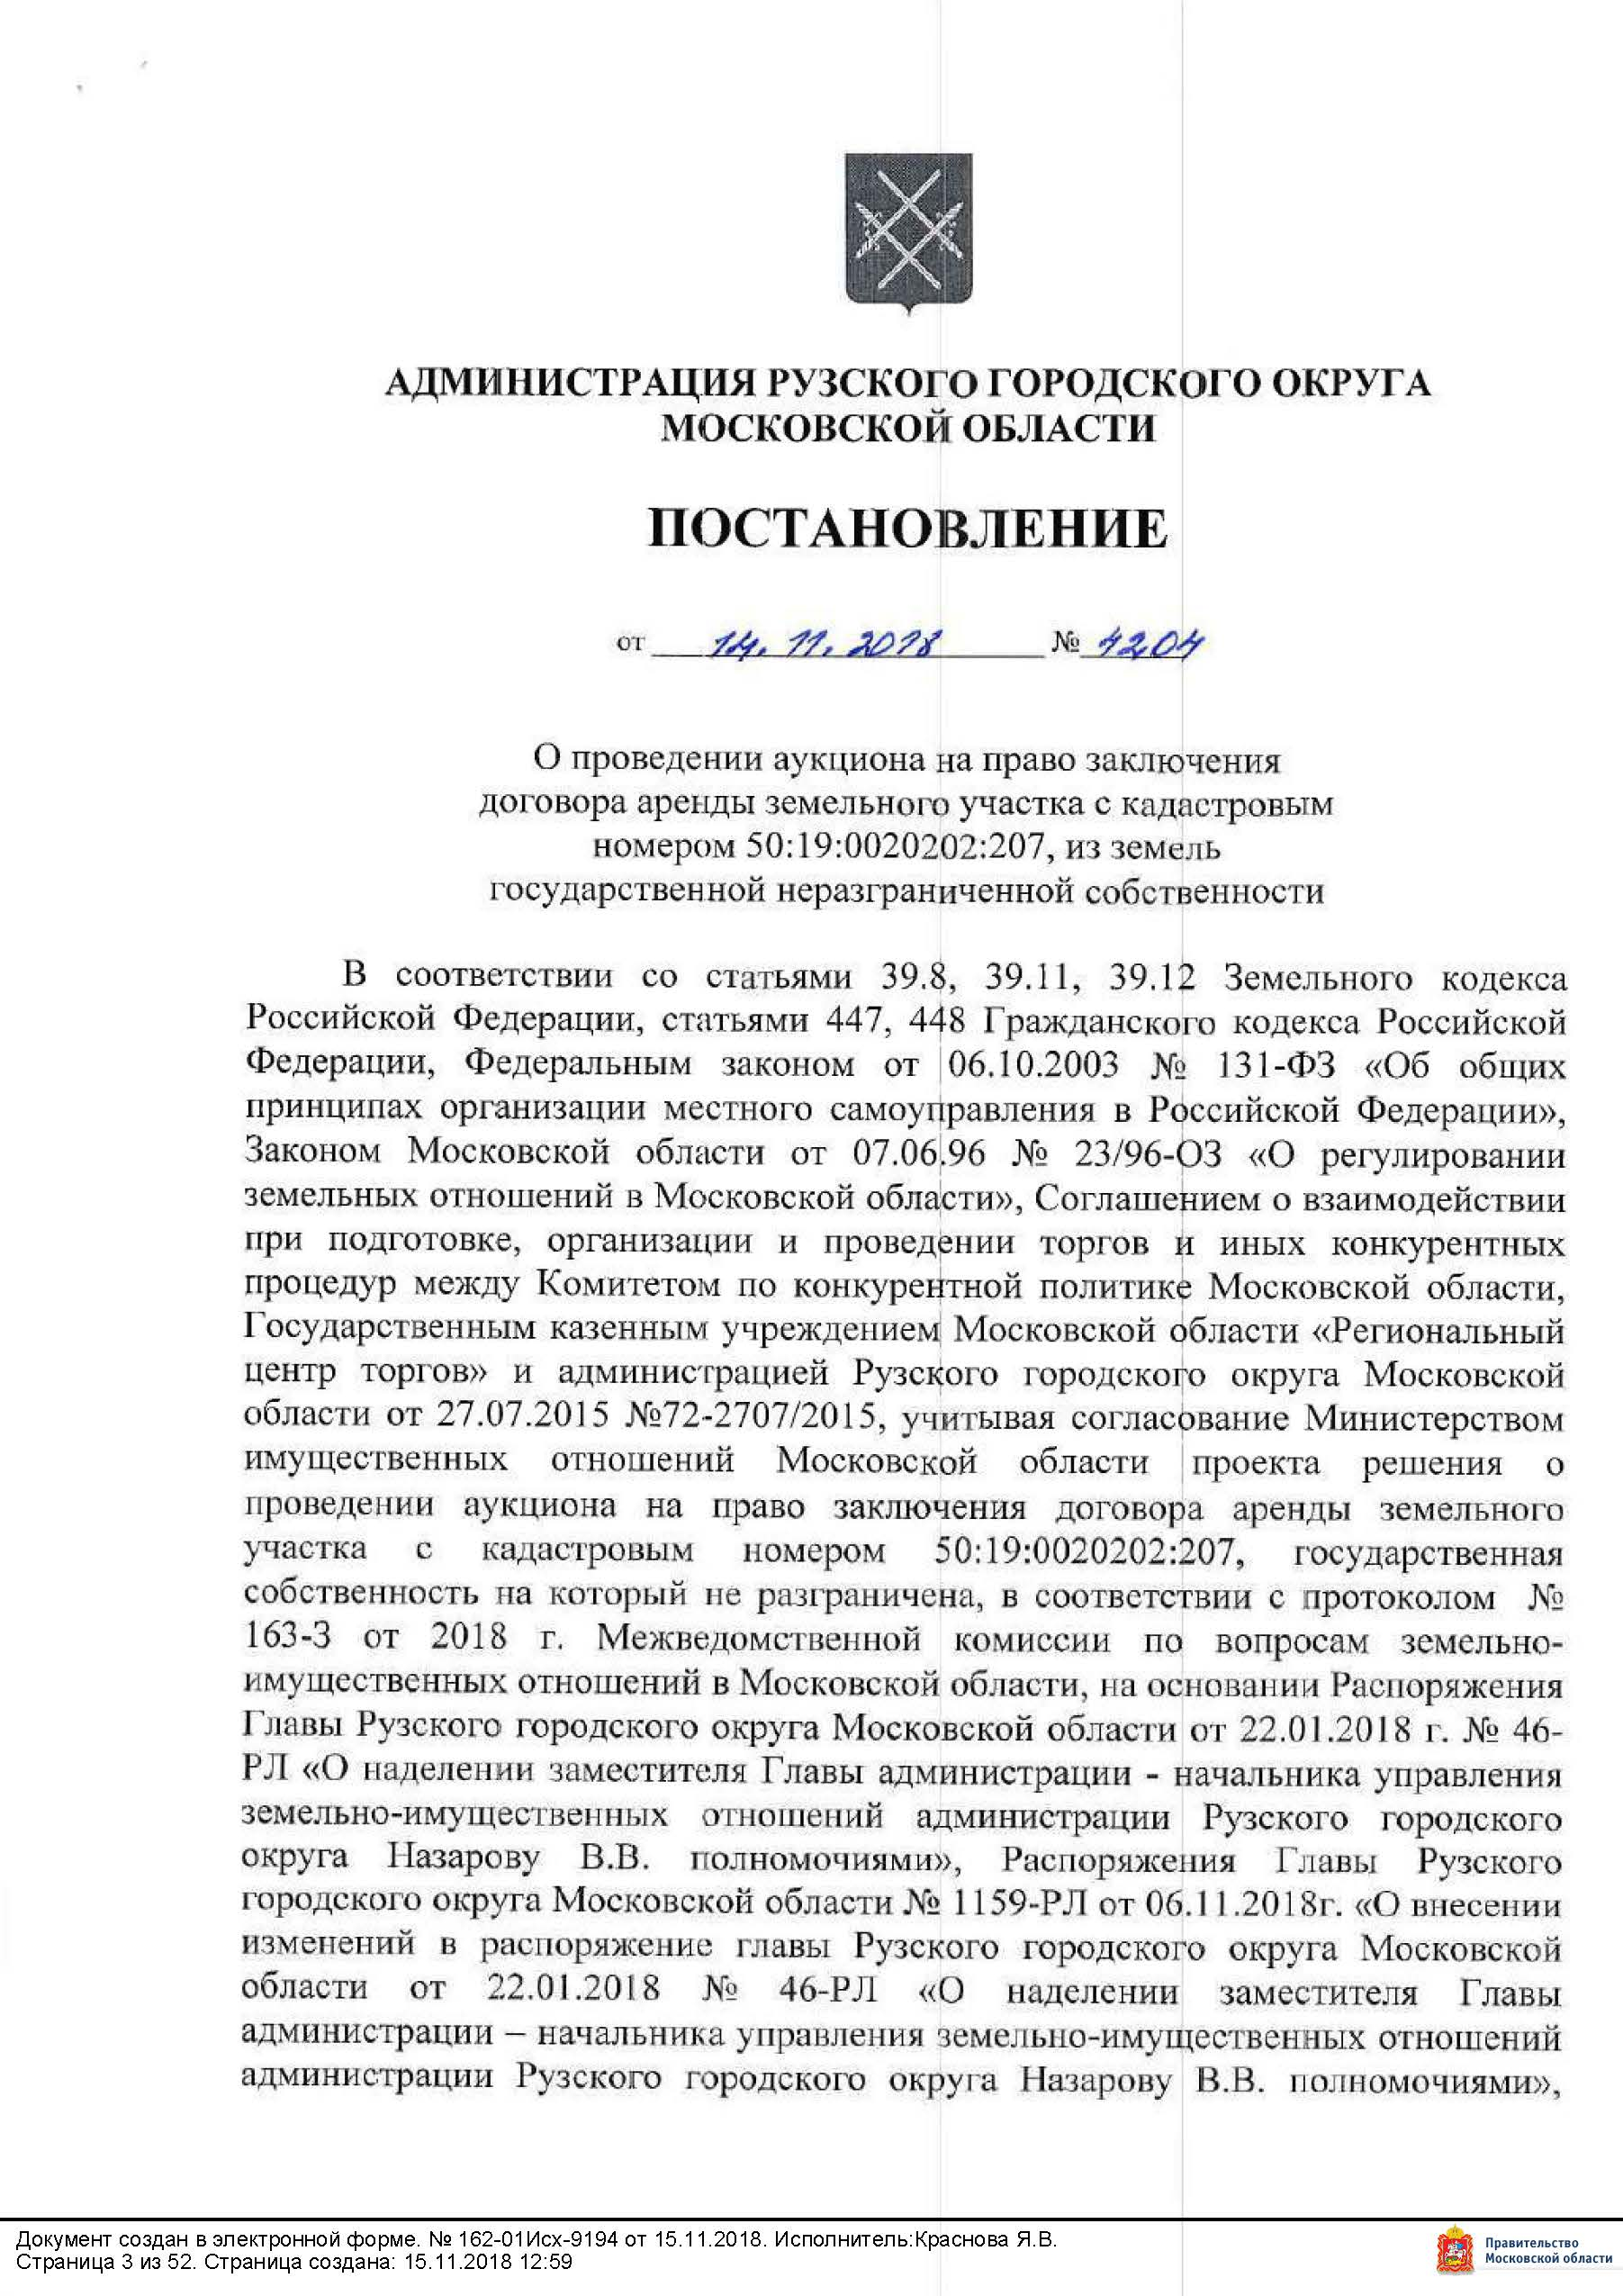 АДМИНИСТРАЦИЯ РУЗСКОГО ГОРОДСКОГО ОКРУГА
МОСКОВСКОЙ ОБЛАСТИ
ПОСТАНОВЛЕНИЕ
от 14.11.2018 № 4204
О проведении аукциона на право заключения
договора аренды земельного участка с кадастровым
номером 50:19:0020202:207, из земель
государственной неразграниченной собственности
В соответствии со статьями 39.8, 39.11, 39.12 Земельного кодекса
Российской Федерации, статьями 447, 448 Гражданского кодекса Российской
Федерации, Федеральным законом от 06.10.2003 № 131-ФЗ «Об общих
принципах организации местного самоуправления в Российской Федерации»,
Законом Московской области от 07.06.96 № 23/96-ОЗ «О регулировании
земельных отношений в Московской области», Соглашением о взаимодействии
при подготовке, организации и проведении торгов и иных конкурентных
процедур между Комитетом по конкурентной политике Московской области,
Государственным казенным учреждением Московской области «Региональный
центр торгов» и администрацией Рузского городского округа Московской
области от 27.07.2015 №72-2707/2015, учитывая согласование Министерством
имущественных отношений Московской области проекта решения о
проведении аукциона на право заключения договора аренды земельного
участка с кадастровым номером 50:19:0020202:207, государственная
собственность на который не разграничена, в соответствии с протоколом №
163-З от 2018 г. Межведомственной комиссии по вопросам земельно-
имущественных отношений в Московской области, на основании Распоряжения
Главы Рузского городского округа Московской области от 22.01.2018 г. № 46-
РЛ «О наделении заместителя Главы администрации - начальника управления
земельно-имущественных отношений администрации Рузского городского
округа Назарову В.В. полномочиями», Распоряжения Главы Рузского
городского округа Московской области № 1159-РЛ от 06.11.2018г. «О внесении
изменений в распоряжение главы Рузского городского округа Московской
области от 22.01.2018 № 46-РЛ «О наделении заместителя Главы
администрации – начальника управления земельно-имущественных отношений
администрации Рузского городского округа Назарову В.В. полномочиями»,
Документ создан в электронной форме. № 162-01Исх-9194 от 15.11.2018. Исполнитель:Краснова Я.В.
Страница 3 из 52. Страница создана: 15.11.2018 12:59
Правительство
Московской области